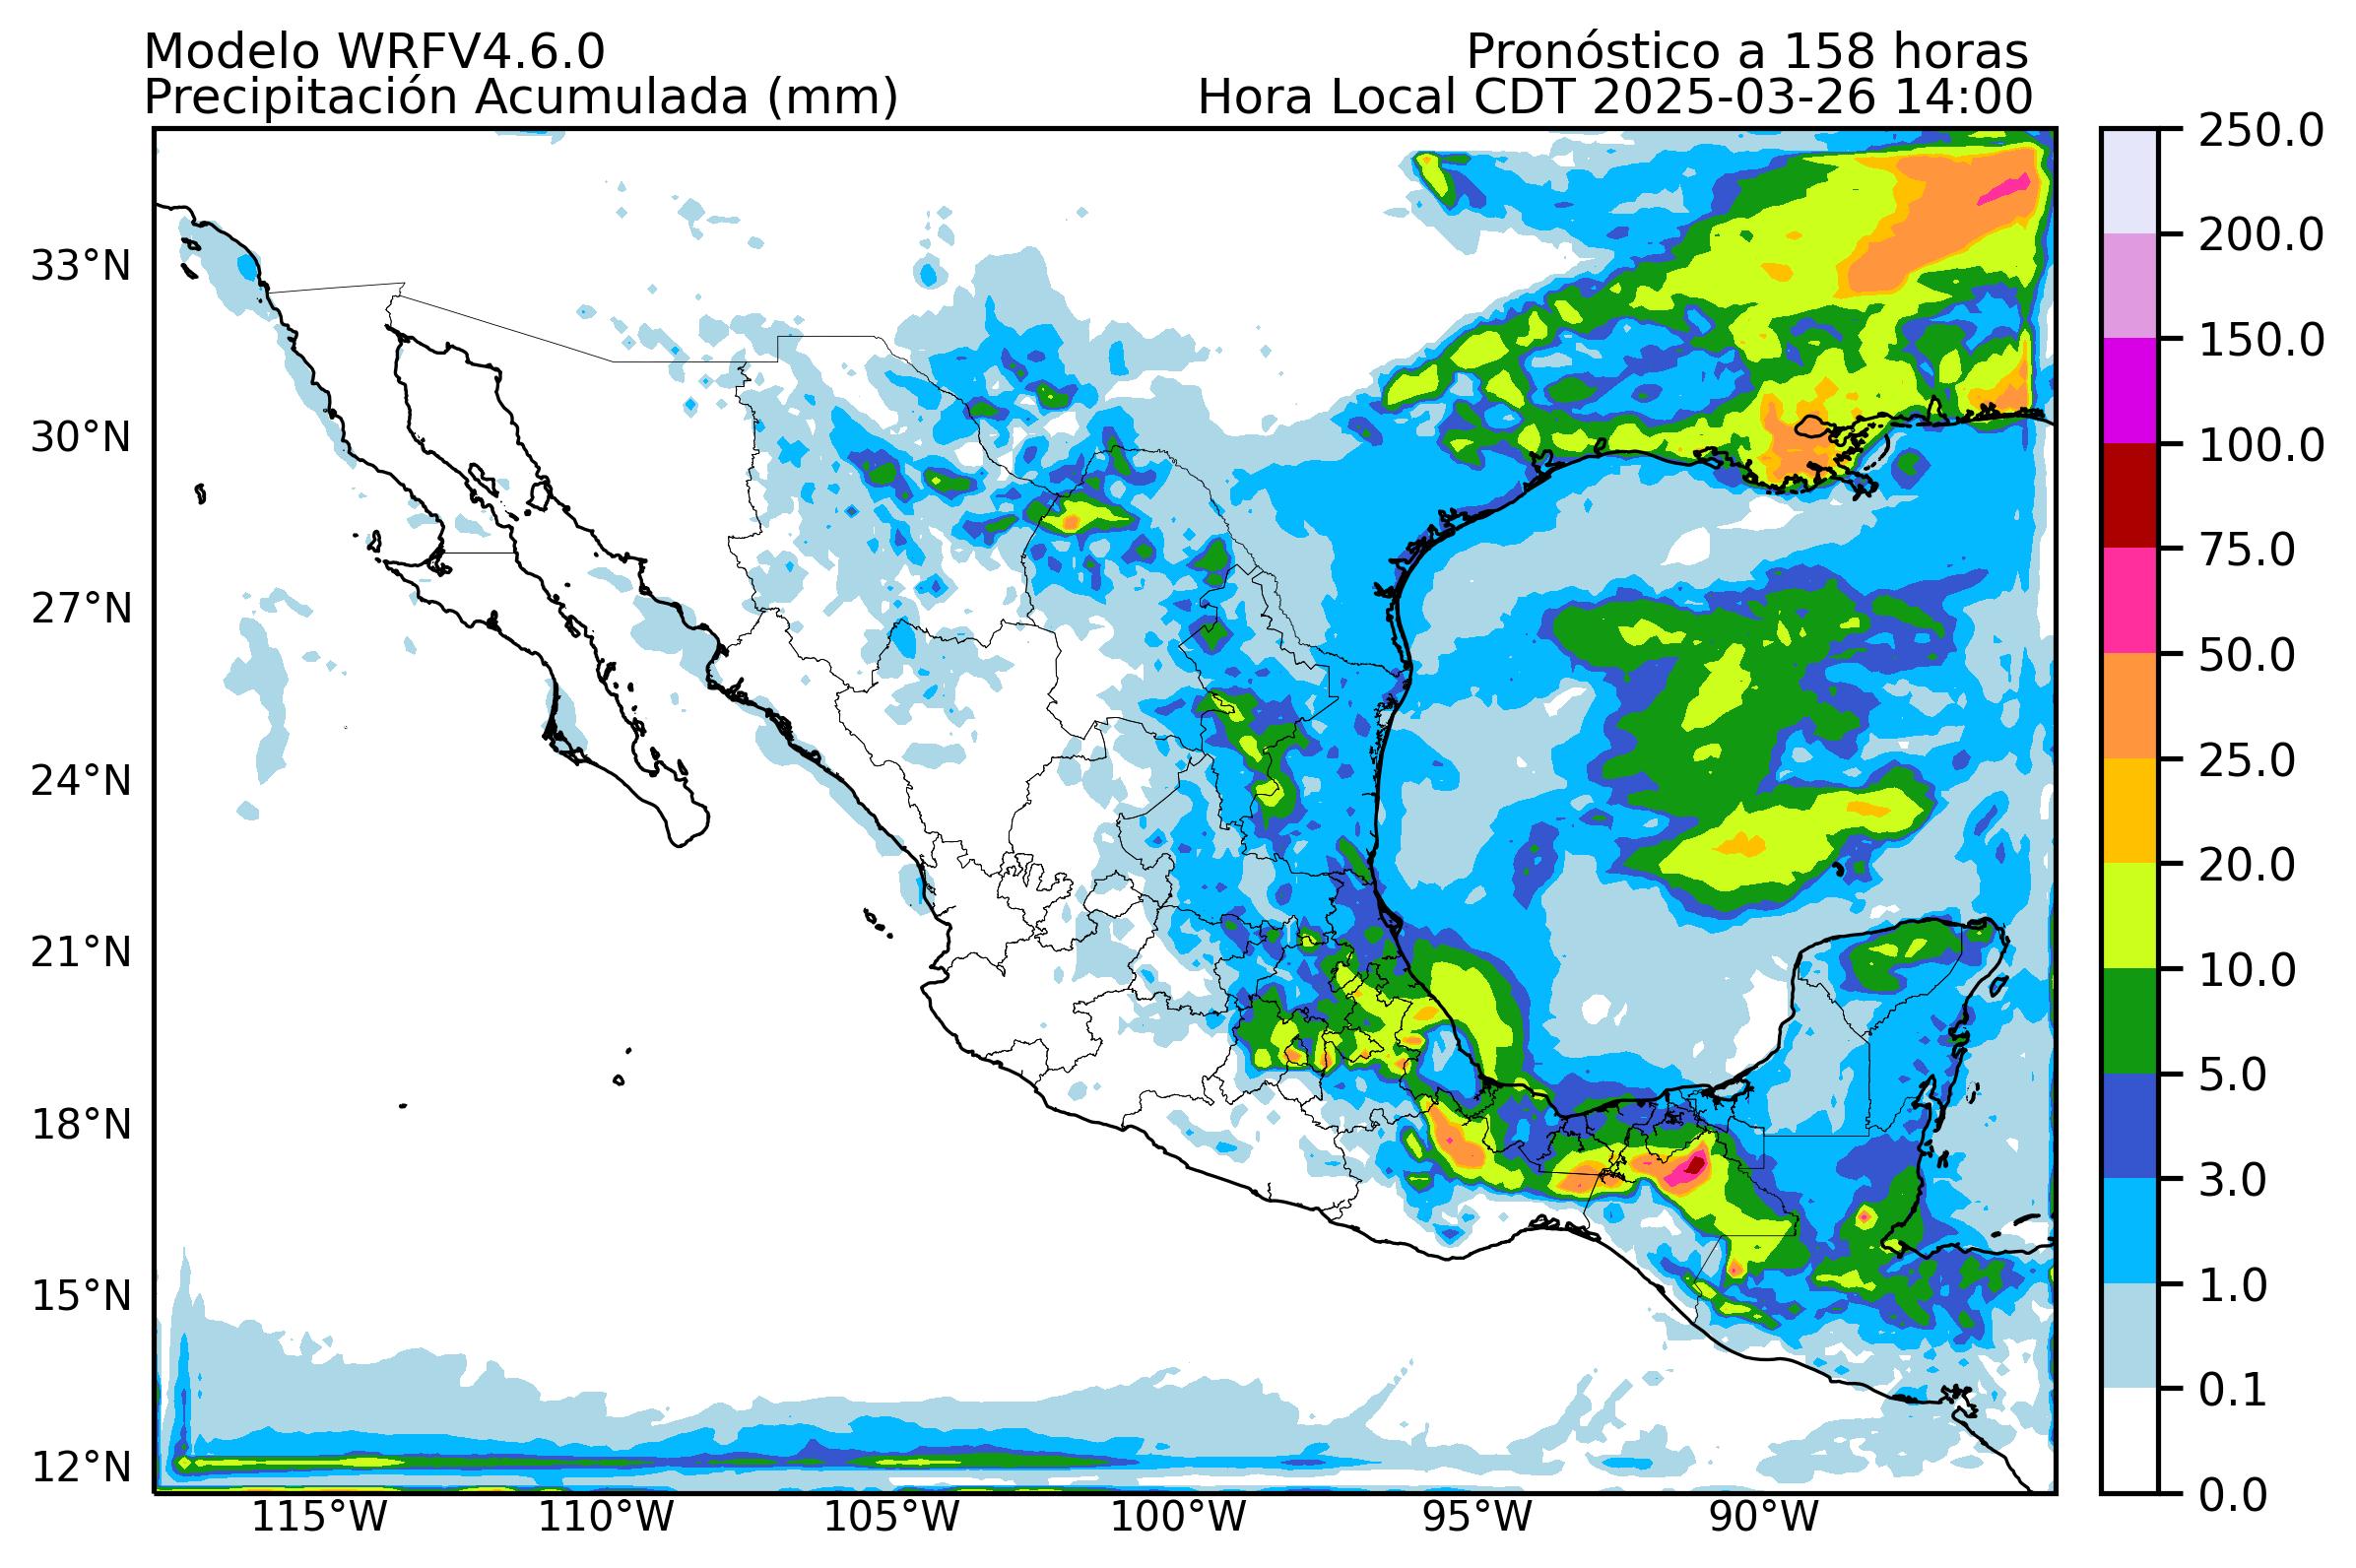 Modelo WRFV4.6.0
Pronóstico a 158 horas
Precipitación Acumulada (mm)
Hora Local CDT 2025-03-26 14:00
33°N
30°N
27°N
24°N
21°N
18°N
15°N
12°N
115°W
110°W
105°W
100°W
95°W
90°W
250.0
200.0
150.0
100.0
75.0
50.0
25.0
20.0
10.0
5.0
3.0
1.0
0.1
0.0